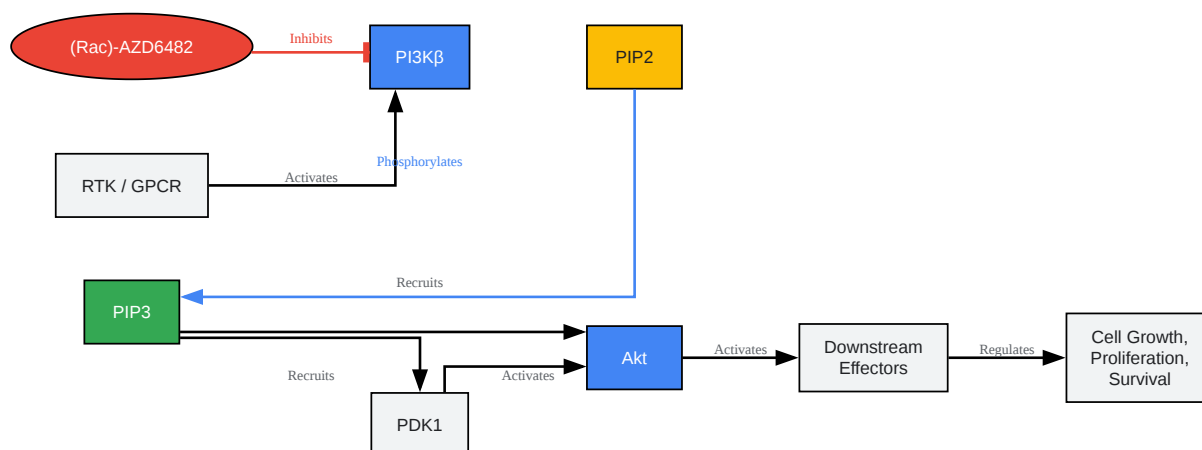 (Rac)-AZD6482
Inhibits
PI3Kβ
PIP2
Phosphorylates
RTK / GPCR
Activates
Recruits
PIP3
Recruits
PDK1
Activates
Akt
Activates
Downstream
Effectors
Regulates
Cell Growth,
Proliferation,
Survival